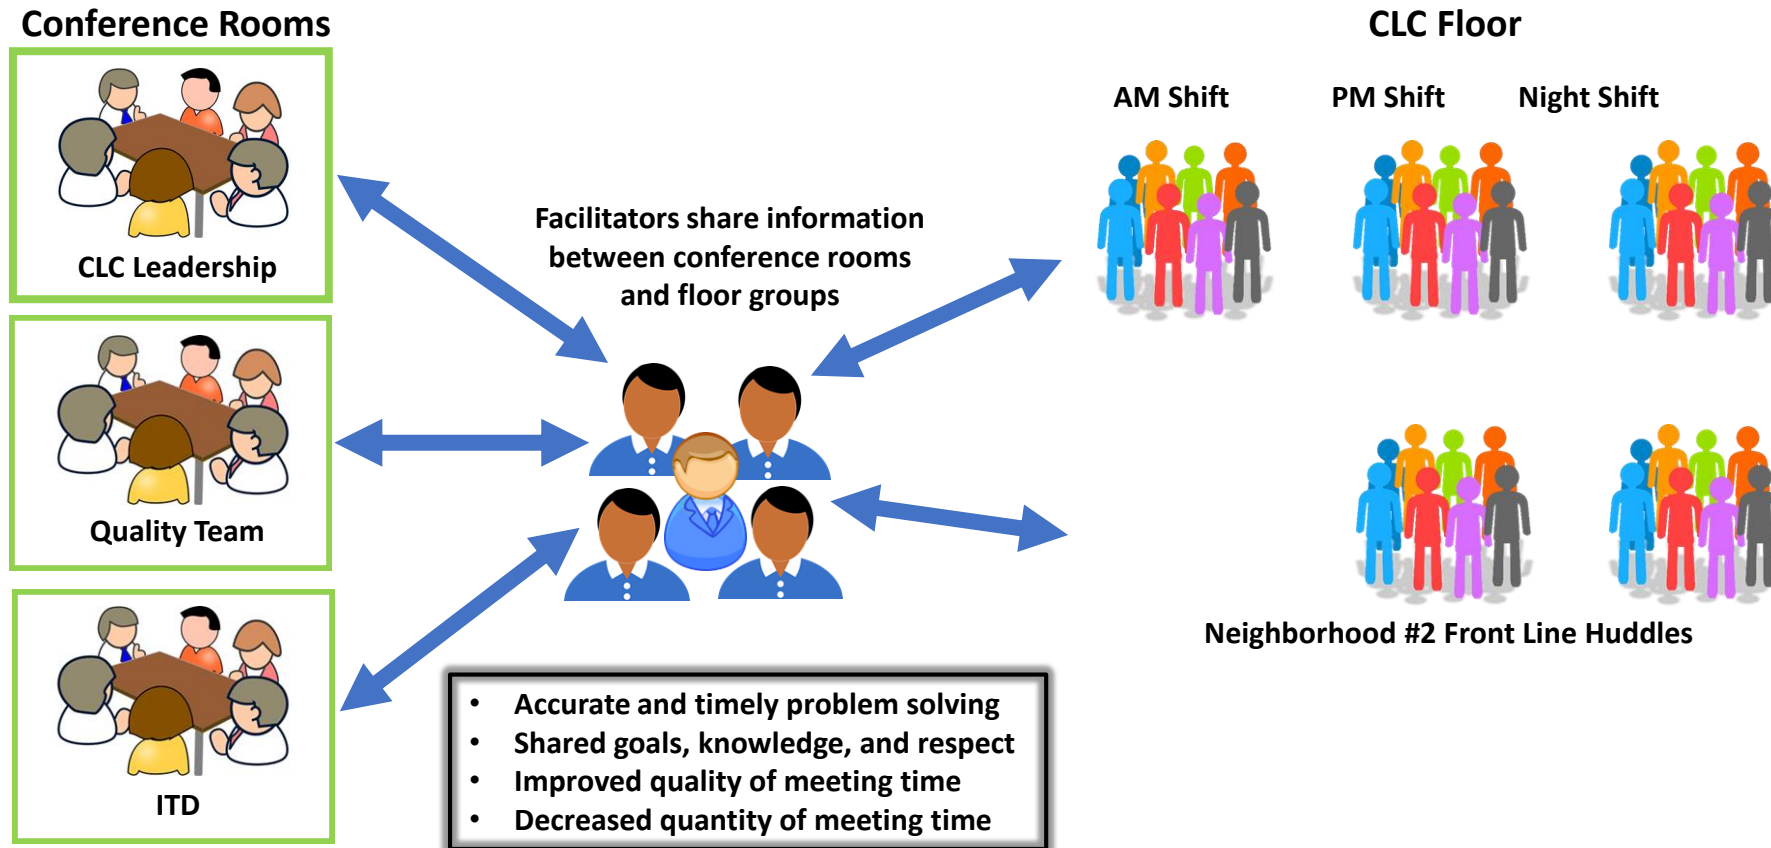 Conference Rooms
CLC Leadership
Quality Team
ITD
Facilitators share information
between conference rooms
and floor groups
• Accurate and timely problem solving
• Shared goals, knowledge, and respect
• Improved quality of meeting time
• Decreased quantity of meeting time
CLC Floor
AM Shift PM Shift Night Shift
Neighborhood #2 Front Line Huddles